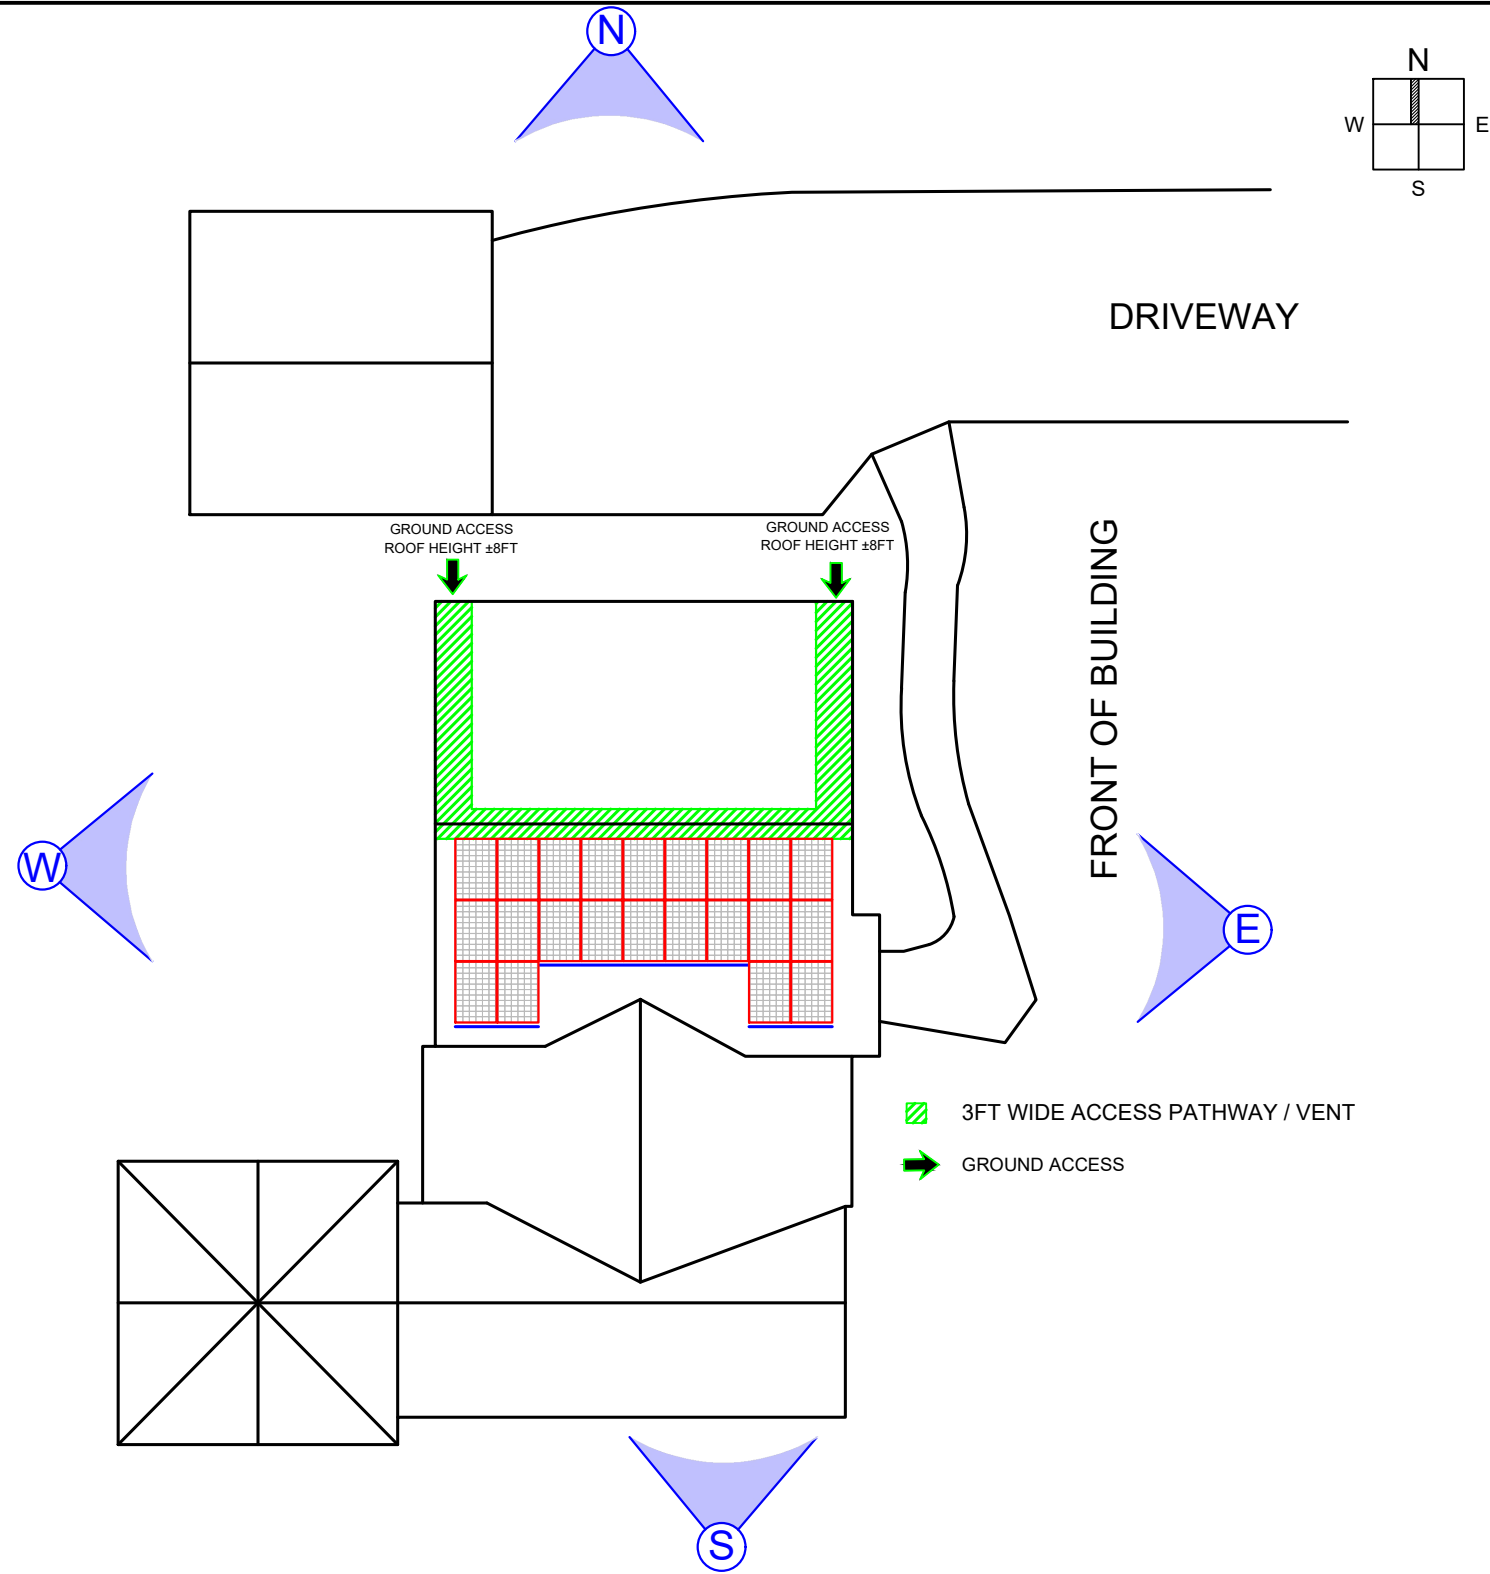 N
N
W
E
S
DRIVEWAY
GROUND ACCESS
ROOF HEIGHT ±8FT
GROUND ACCESS
ROOF HEIGHT ±8FT
FRONT OF BUILDING
W
E
3FT WIDE ACCESS PATHWAY / VENT
GROUND ACCESS
S